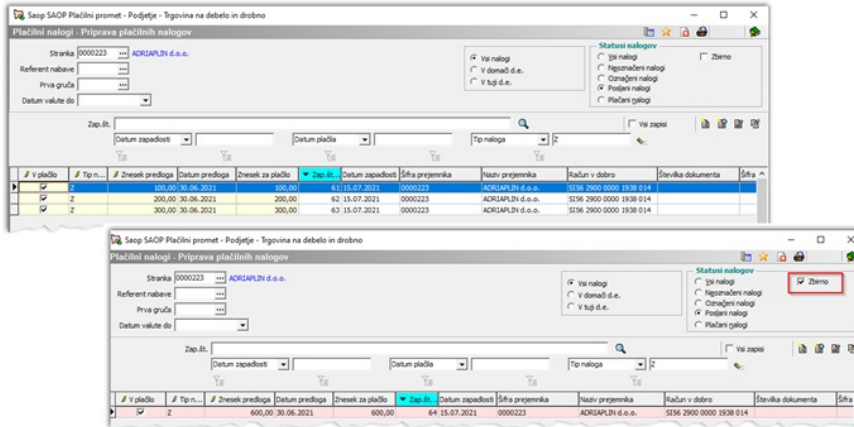 Saop SAOP Plačilni promet - Podjetje - Trgovina na debelo in drobno
Plačilni nalogi - Priprava plačilnih nalogov
Stranka 0000223 ... ADRIAPLIN d.o.o.
Referent nabave ...
Prva gruča ...
Datum valute do
Vsi nalogi
V domači d.e.
V tuji d.e.
Statusi nalogov
Vsi nalogi
Neoznačeni nalogi
Označeni nalogi
Poslani nalogi
Plačani nalogi
Zbirno
Zap.št.
Vsi zapisi
Datum zapadlosti
Datum plačila
Tip naloga Z
V plačilo Tip n... Znesek predloga Datum predloga Znesek za plačilo Zap.št... Datum zapadlosti Šifra prejemnika Naziv prejemnika Račun v dobro Številka dokumenta Šifra
Z 100,00 30.06.2021 100,00 61 15.07.2021 0000223 ADRIAPLIN d.o.o. SI56 2900 0000 1938 014
Z 200,00 30.06.2021 200,00 62 15.07.2021 0000223 ADRIAPLIN d.o.o. SI56 2900 0000 1938 014
Z 300,00 30.06.2021 300,00 63 15.07.2021 0000223 ADRIAPLIN d.o.o. SI56 2900 0000 1938 014
Saop SAOP Plačilni promet - Podjetje - Trgovina na debelo in drobno
Plačilni nalogi - Priprava plačilnih nalogov
Stranka 0000223 ... ADRIAPLIN d.o.o.
Referent nabave ...
Prva gruča ...
Datum valute do
Vsi nalogi
V domači d.e.
V tuji d.e.
Statusi nalogov
Vsi nalogi
Neoznačeni nalogi
Označeni nalogi
Poslani nalogi
Plačani nalogi
Zbirno
Zap.št.
Vsi zapisi
Datum zapadlosti
Datum plačila
Tip naloga Z
V plačilo Tip n... Znesek predloga Datum predloga Znesek za plačilo Zap.št... Datum zapadlosti Šifra prejemnika Naziv prejemnika Račun v dobro Številka dokumenta Šifra
Z 600,00 30.06.2021 600,00 64 15.07.2021 0000223 ADRIAPLIN d.o.o. SI56 2900 0000 1938 014